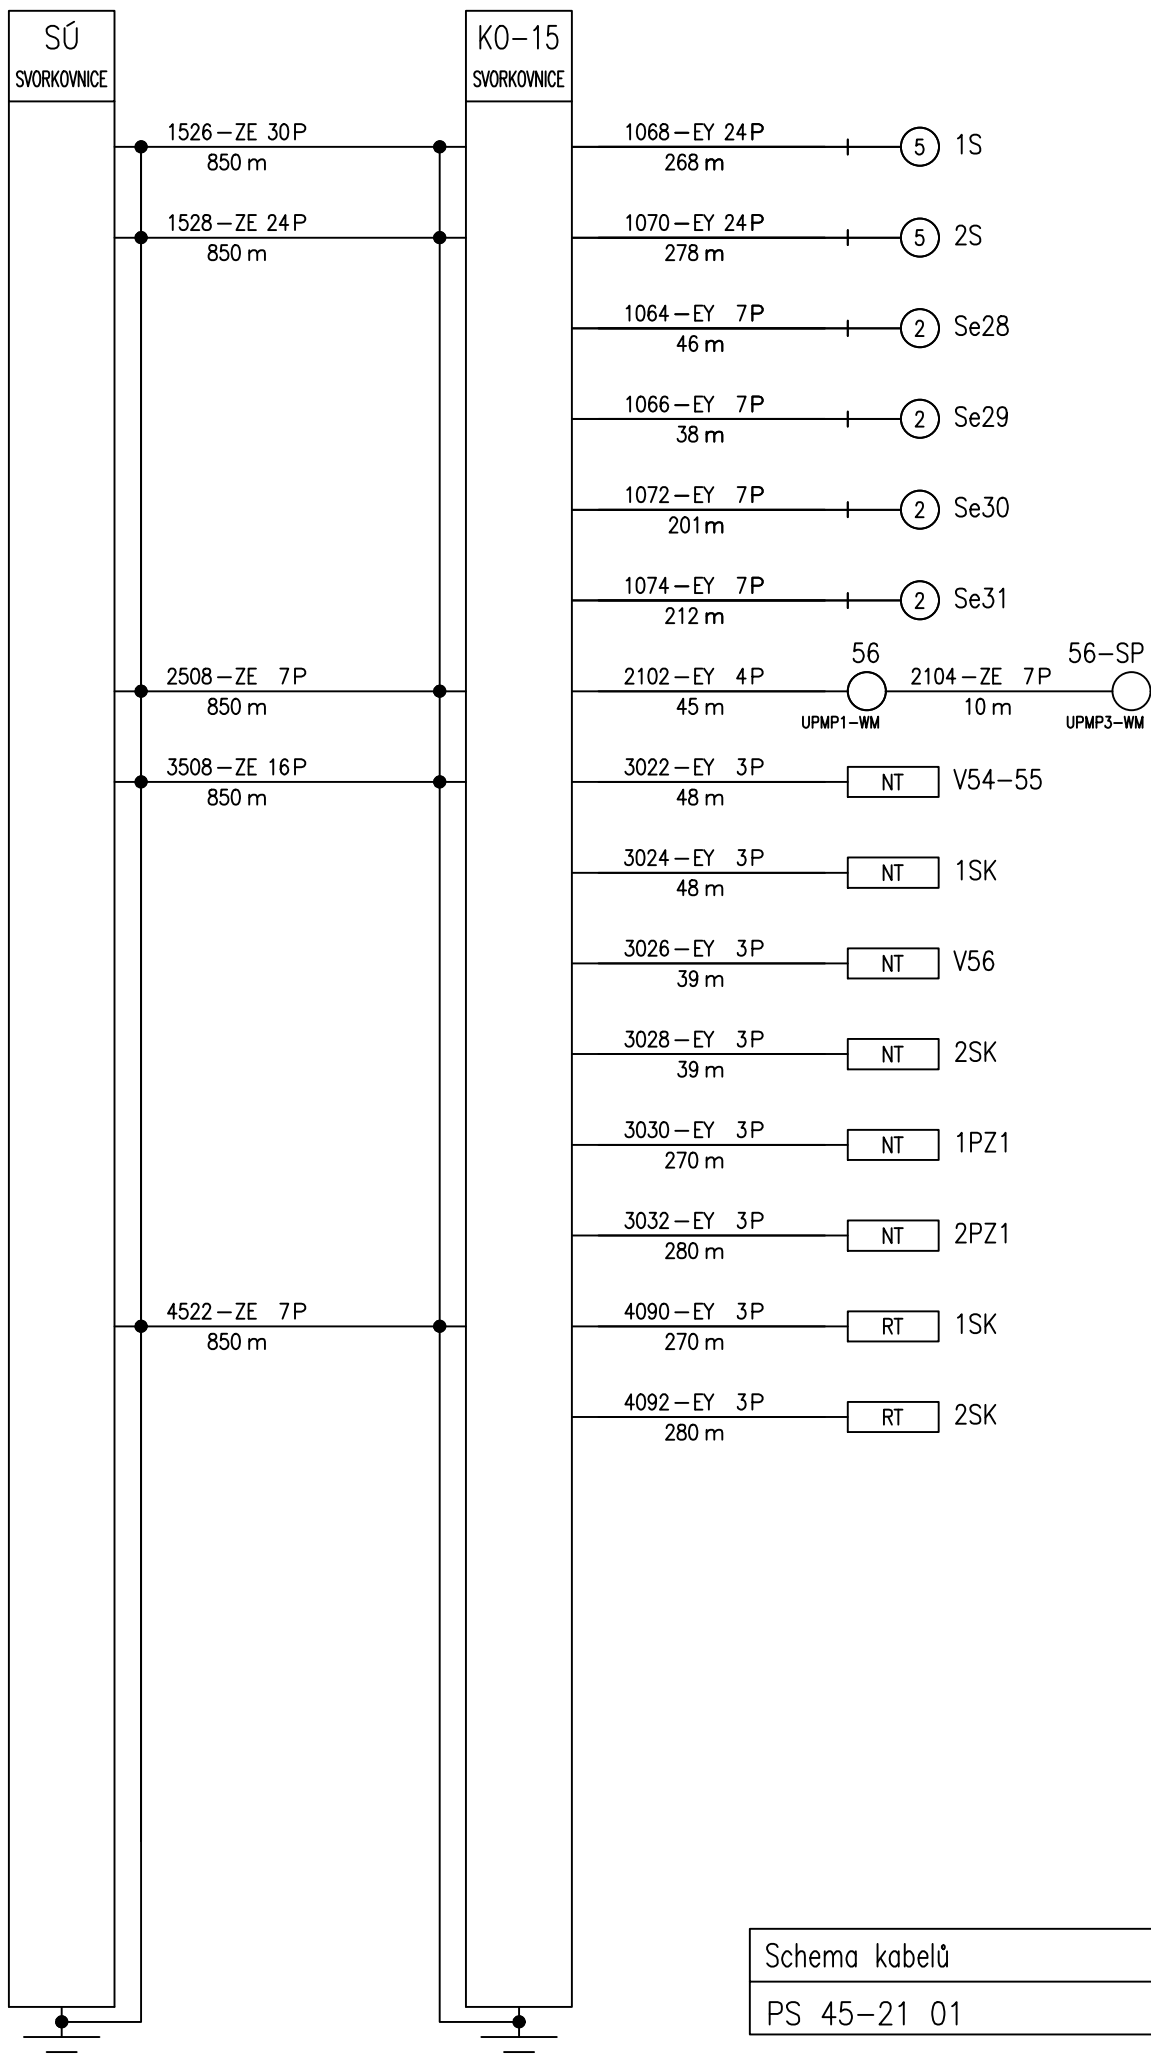 SÚ
SVORKOVNICE
KO-15
SVORKOVNICE
1526-ZE 30P
850 m
1068-EY 24P
268 m
5
1S
1528-ZE 24P
850 m
1070-EY 24P
278 m
5
2S
1064-EY 7P
46 m
2
Se28
1066-EY 7P
38 m
2
Se29
1072-EY 7P
201 m
2
Se30
1074-EY 7P
212 m
2
Se31
2508-ZE 7P
850 m
2102-EY 4P
45 m
56
UPMP1-WM
2104-ZE 7P
10 m
56-SP
UPMP3-WM
3508-ZE 16P
850 m
3022-EY 3P
48 m
NT
V54-55
3024-EY 3P
48 m
NT
1SK
3026-EY 3P
39 m
NT
V56
3028-EY 3P
39 m
NT
2SK
3030-EY 3P
270 m
NT
1PZ1
3032-EY 3P
280 m
NT
2PZ1
4522-ZE 7P
850 m
4090-EY 3P
270 m
RT
1SK
4092-EY 3P
280 m
RT
2SK
Schema kabelů
PS 45-21 01